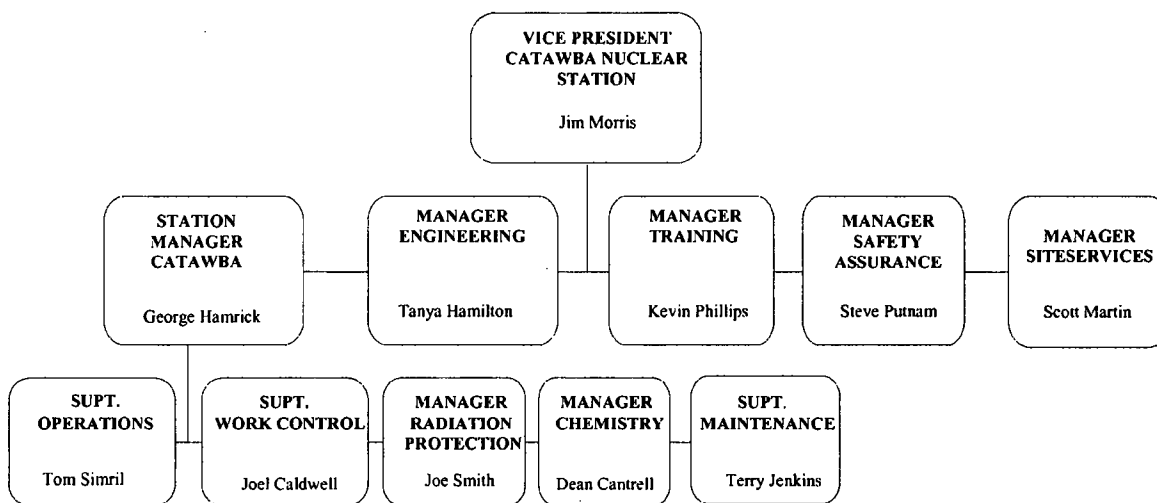 VICE PRESIDENT
CATAWBA NUCLEAR
STATION
Jim Morris
STATION
MANAGER
CATAWBA
George Hamrick
MANAGER
ENGINEERING
Tanya Hamilton
MANAGER
TRAINING
Kevin Phillips
MANAGER
SAFETY
ASSURANCE
Steve Putnam
MANAGER
SITESERVICES
Scott Martin
SUPT.
OPERATIONS
Tom Simril
SUPT.
WORK CONTROL
Joel Caldwell
MANAGER
RADIATION
PROTECTION
Joe Smith
MANAGER
CHEMISTRY
Dean Cantrell
SUPT.
MAINTENANCE
Terry Jenkins